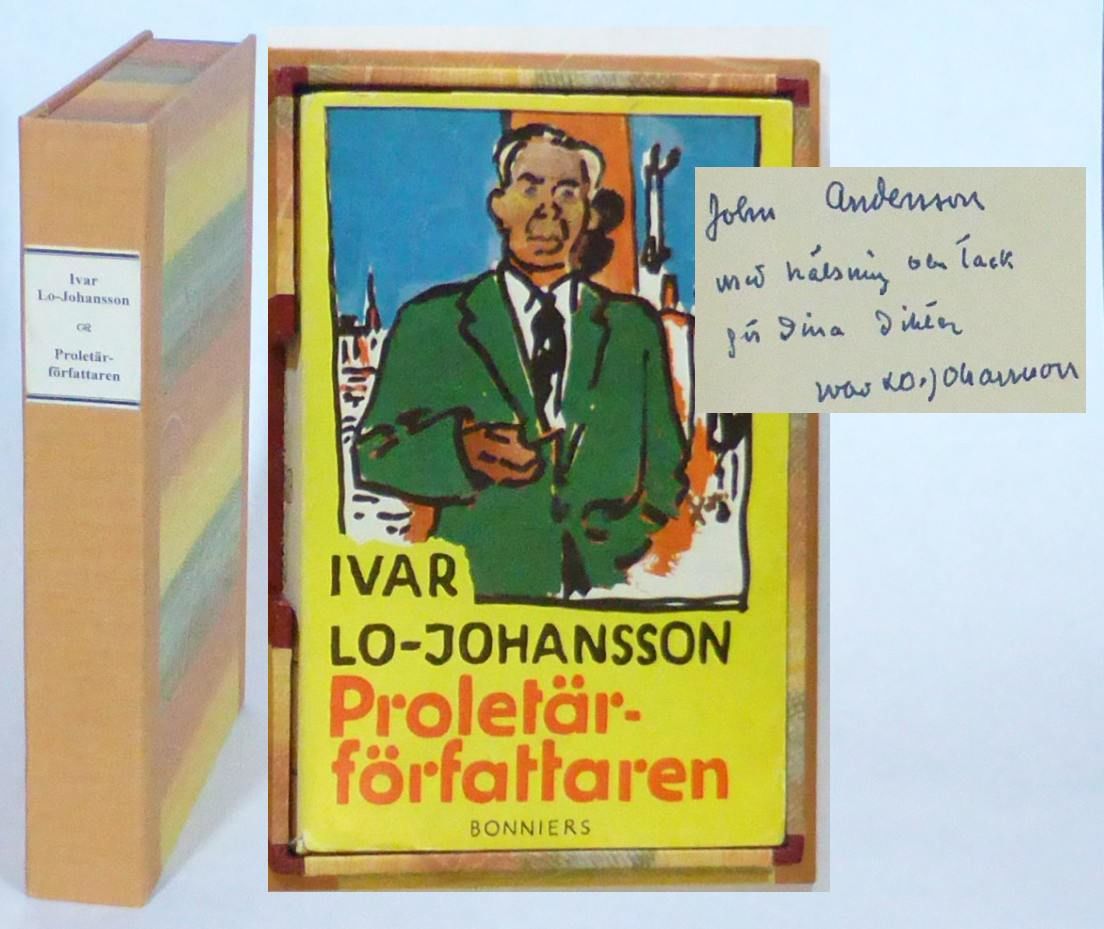 Ivar
Lo-Johansson
Proletär-
författaren
IVAR
LO-JOHANSSON
Proletär-
författaren
BONNIERS
John Andersson
med hälsning och tack
för Dina Dikter
Ivar Lo-Johansson